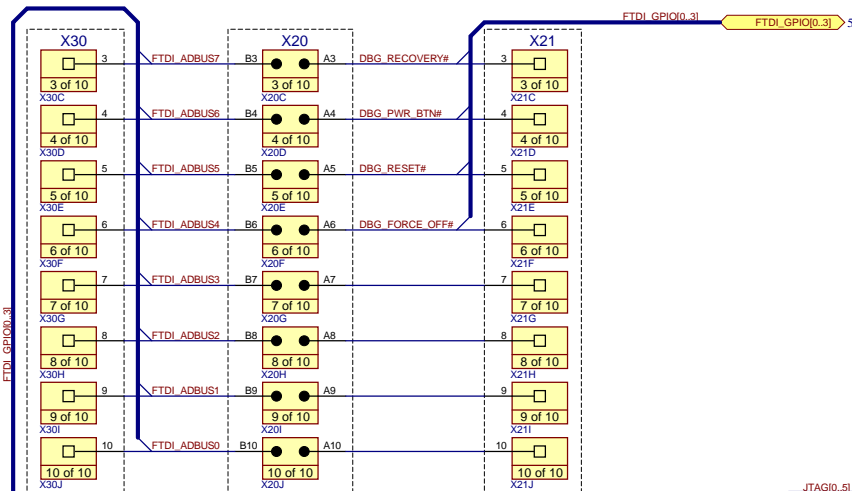 FTDI_GPIO[0..3]
FTDI_GPIO[0..3]
5
X30
X20
X21
3
FTDI_ADBUS7
B3
A3
DBG_RECOVERY#
3
3 of 10
3 of 10
3 of 10
X30C
X20C
X21C
4
FTDI_ADBUS6
B4
A4
DBG_PWR_BTN#
4
4 of 10
4 of 10
4 of 10
X30D
X20D
X21D
5
FTDI_ADBUS5
B5
A5
DBG_RESET#
5
5 of 10
5 of 10
5 of 10
X30E
X20E
X21E
6
FTDI_ADBUS4
B6
A6
DBG_FORCE_OFF#
6
6 of 10
6 of 10
6 of 10
X30F
X20F
X21F
7
FTDI_ADBUS3
B7
A7
7
7 of 10
7 of 10
7 of 10
X30G
X20G
X21G
FTDI_GPIO[0..3]
8
FTDI_ADBUS2
B8
A8
8
8 of 10
8 of 10
8 of 10
X30H
X20H
X21H
9
FTDI_ADBUS1
B9
A9
9
9 of 10
9 of 10
9 of 10
X30I
X20I
X21I
10
FTDI_ADBUS0
B10
A10
10
10 of 10
10 of 10
10 of 10
X30J
X20J
X21J
JTAG[0..5]